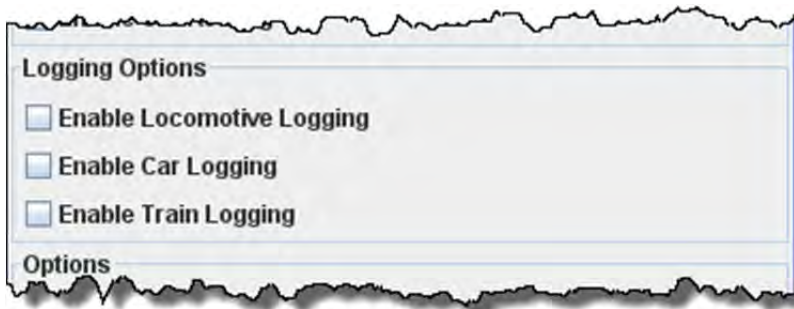 Logging Options
Enable Locomotive Logging
Enable Car Logging
Enable Train Logging
Options